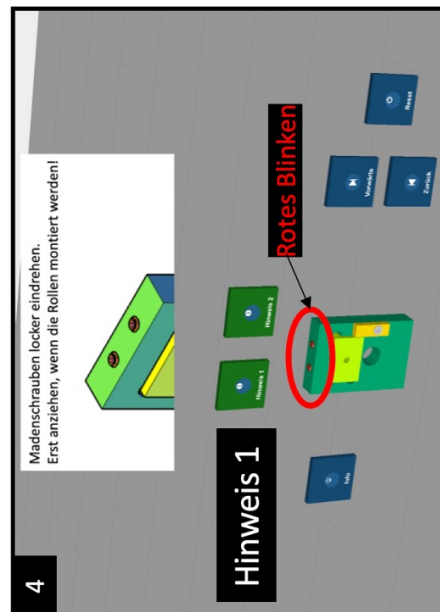 4
Madenschrauben locker eindrehen.
Erst anziehen, wenn die Rollen montiert werden!
Hinweis 1
Hinweis 1
Hinweis 2
Rotes Blinken
Info
Vorwärts
Zurück
Reset